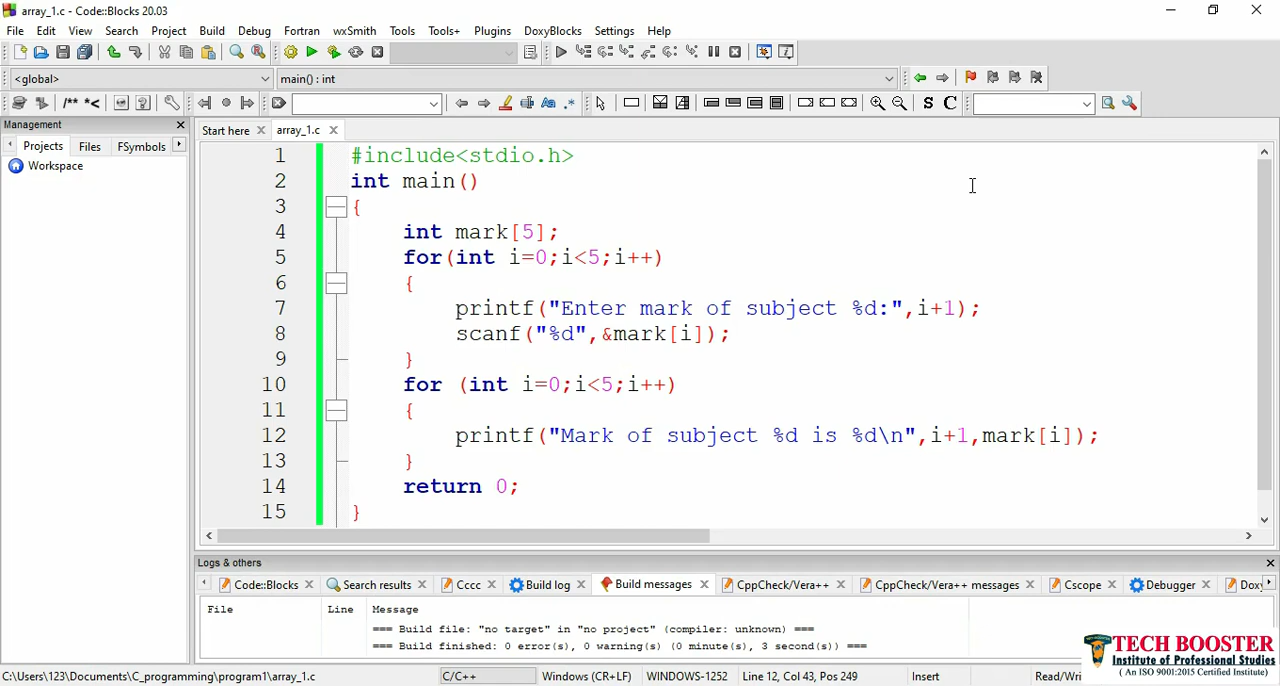 array_1.c - Code::Blocks 20.03
File Edit View Search Project Build Debug Fortran wxSmith Tools Tools+ Plugins DoxyBlocks Settings Help
<global> main() : int
/** *< .* S C
Management
Projects Files FSymbols
Workspace
Start here array_1.c
1 #include<stdio.h>
2 int main()
3 {
4 int mark[5];
5 for(int i=0;i<5;i++)
6 {
7 printf("Enter mark of subject %d:",i+1);
8 scanf("%d",&mark[i]);
9 }
10 for (int i=0;i<5;i++)
11 {
12 printf("Mark of subject %d is %d\n",i+1,mark[i]);
13 }
14 return 0;
15 }
Logs & others
Code::Blocks Search results Cccc Build log Build messages CppCheck/Vera++ CppCheck/Vera++ messages Cscope Debugger Doxy
File Line Message
=== Build file: "no target" in "no project" (compiler: unknown) ===
=== Build finished: 0 error(s), 0 warning(s) (0 minute(s), 3 second(s)) ===
TECH BOOSTER
Institute of Professional Studies
( An ISO 9001:2015 Certified Institute)
C:\Users\123\Documents\C_programming\program1\array_1.c C/C++ Windows (CR+LF) WINDOWS-1252 Line 12, Col 43, Pos 249 Insert Read/Wri